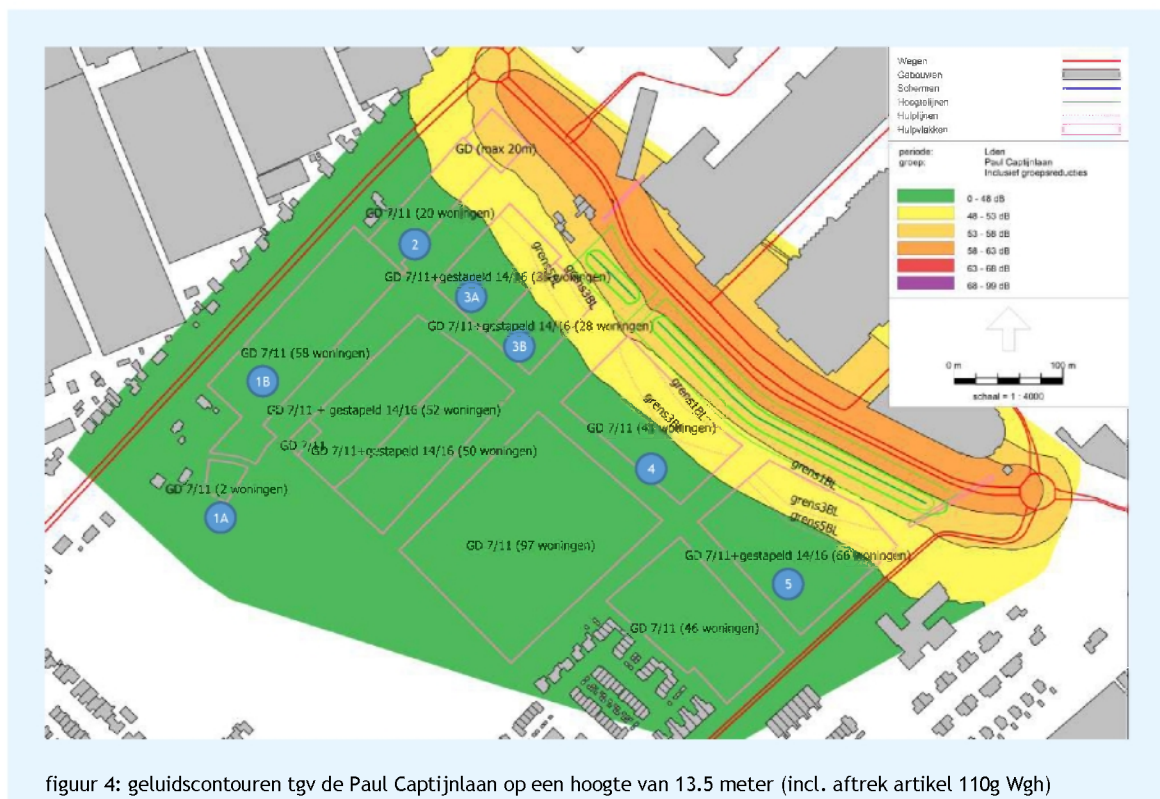 Wegen
Gebouwen
Schermen
Hoogtelijnen
Hulplijnen
Hulpvlakken
periode: Lden
groep: Paul Captijnlaan
Inclusief groepsreducties
0 - 48 dB
48 - 53 dB
53 - 58 dB
58 - 63 dB
63 - 68 dB
68 - 99 dB
0 m 100 m
schaal = 1 : 4000
GD (max 20m)
GD 7/11 (20 woningen)
2
grens5BL
grens3BL
GD 7/11+gestapeld 14/16
woningen)
3A
GD 7/11+gestapeld 14/16 (28 woningen)
3B
GD 7/11 (58 woningen)
1B
grens1BL
grens3BL
GD 7/11 + gestapeld 14/16 (52 woningen)
GD 7/11
woningen)
4
GD 7/11
GD 7/11+gestapeld 14/16 (50 woningen)
grens1BL
GD 7/11 (2 woningen)
1A
grens3BL
grens5BL
GD 7/11 (97 woningen)
GD 7/11+gestapeld 14/16 (66 woningen)
5
GD 7/11 (46 woningen)
figuur 4: geluidscontouren tgv de Paul Captijnlaan op een hoogte van 13.5 meter (incl. aftrek artikel 110g Wgh)